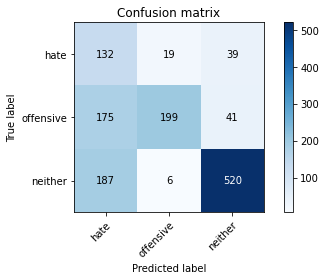 Confusion matrix
True label
hate 132 19 39
offensive 175 199 41
neither 187 6 520
hate offensive neither
Predicted label
500
400
300
200
100